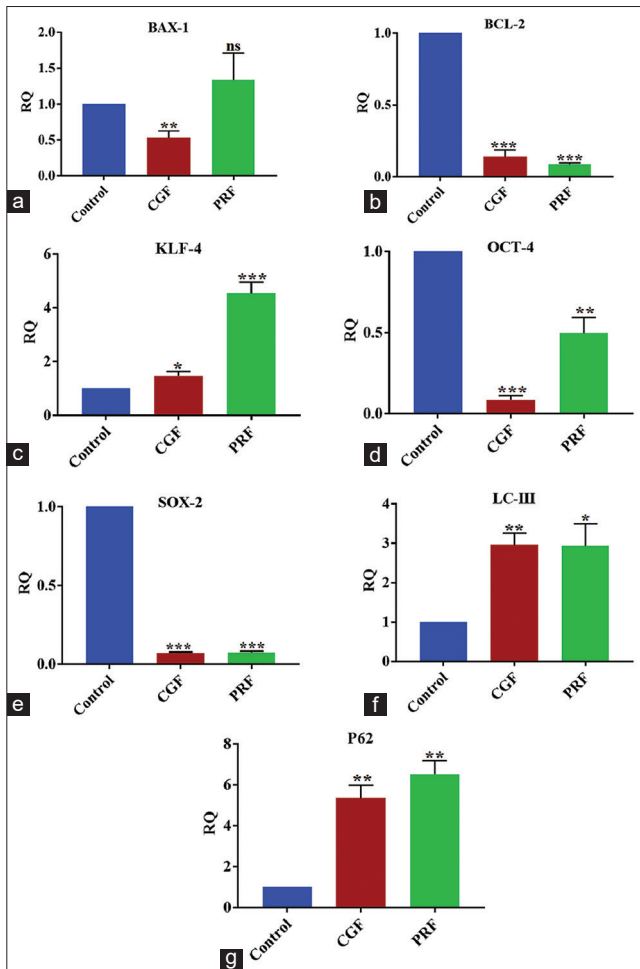 BAX-1
2.0
1.5
1.0
0.5
0.0
RQ
**
ns
Control
CGF
PRF
a
BCL-2
1.0
0.5
0.0
RQ
***
***
Control
CGF
PRF
b
KLF-4
6
4
2
0
RQ
*
***
Control
CGF
PRF
c
OCT-4
1.0
0.5
0.0
RQ
***
**
Control
CGF
PRF
d
SOX-2
1.0
0.5
0.0
RQ
***
***
Control
CGF
PRF
e
LC-III
4
3
2
1
0
RQ
**
*
Control
CGF
PRF
f
P62
8
6
4
2
0
RQ
**
**
Control
CGF
PRF
g